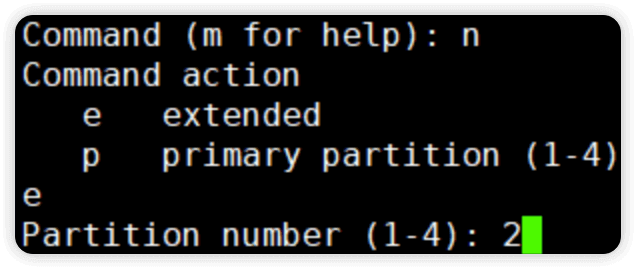 Command (m for help): n
Command action
   e   extended
   p   primary partition (1-4)
e
Partition number (1-4): 2